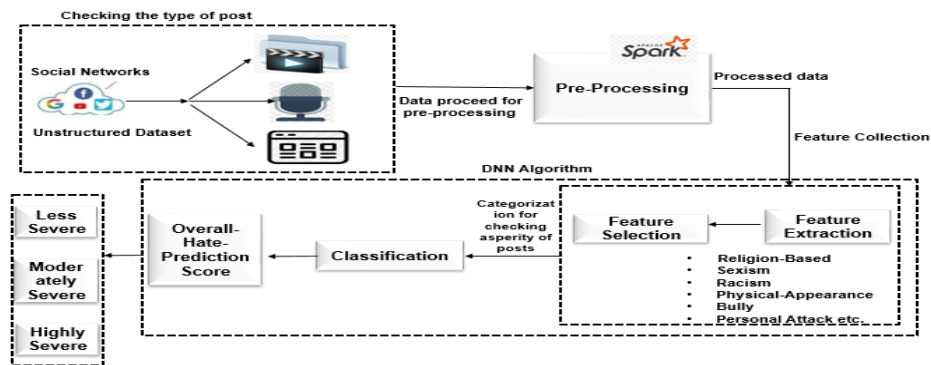 Checking the type of post
Social Networks
Unstructured Dataset
Data proceed for
pre-processing
APACHE
Spark
Pre-Processing
Processed data
Feature Collection
DNN Algorithm
Less
Severe
Moder
ately
Severe
Highly
Severe
Overall-
Hate-
Prediction
Score
Classification
Categorizat
ion for
checking
asperity of
posts
Feature
Selection
Feature
Extraction
• Religion-Based
• Sexism
• Racism
• Physical-Appearance
• Bully
• Personal Attack etc.